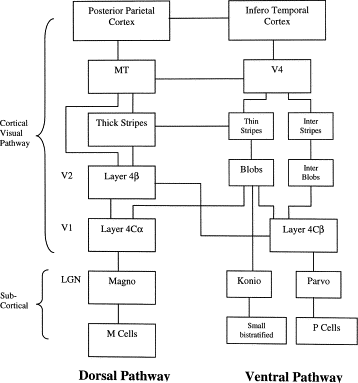 Posterior Parietal
Cortex
Infero Temporal
Cortex
MT
V4
Cortical
Visual
Pathway
Thick Stripes
Thin
Stripes
Inter
Stripes
V2
Layer 4β
Blobs
Inter
Blobs
V1
Layer 4Cα
Layer 4Cβ
LGN
Magno
Konio
Parvo
Sub-
Cortical
M Cells
Small
bistratified
P Cells
Dorsal Pathway
Ventral Pathway